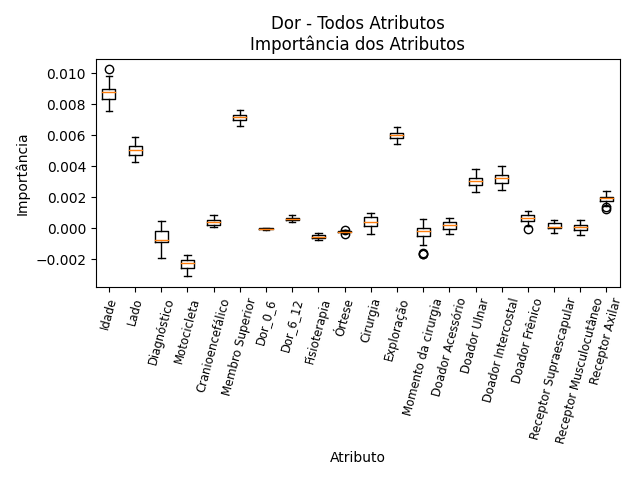 Dor - Todos Atributos
Importância dos Atributos
Importância
0.010
0.008
0.006
0.004
0.002
0.000
−0.002
Idade
Lado
Diagnóstico
Motocicleta
Cranioencefálico
Membro Superior
Dor_0_6
Dor_6_12
Fisioterapia
Órtese
Cirurgia
Exploração
Momento da cirurgia
Doador Acessório
Doador Ulnar
Doador Intercostal
Doador Frênico
Receptor Supraescapular
Receptor Musculocutâneo
Receptor Axilar
Atributo